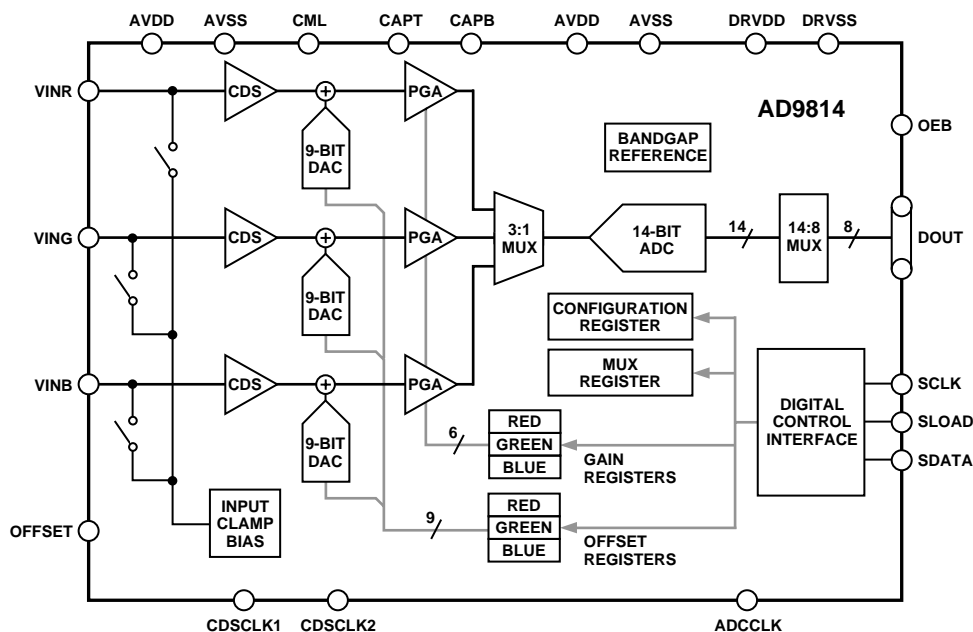 AVDD AVSS CML CAPT CAPB AVDD AVSS DRVDD DRVSS
VINR
CDS
+
PGA
AD9814
OEB
9-BIT
DAC
BANDGAP
REFERENCE
VING
CDS
+
PGA
3:1
MUX
14-BIT
ADC
14
14:8
MUX
8
DOUT
9-BIT
DAC
CONFIGURATION
REGISTER
VINB
CDS
+
PGA
MUX
REGISTER
DIGITAL
CONTROL
INTERFACE
SCLK
SLOAD
SDATA
9-BIT
DAC
6
RED
GREEN
BLUE
GAIN
REGISTERS
OFFSET
INPUT
CLAMP
BIAS
9
RED
GREEN
BLUE
OFFSET
REGISTERS
CDSCLK1 CDSCLK2 ADCCLK